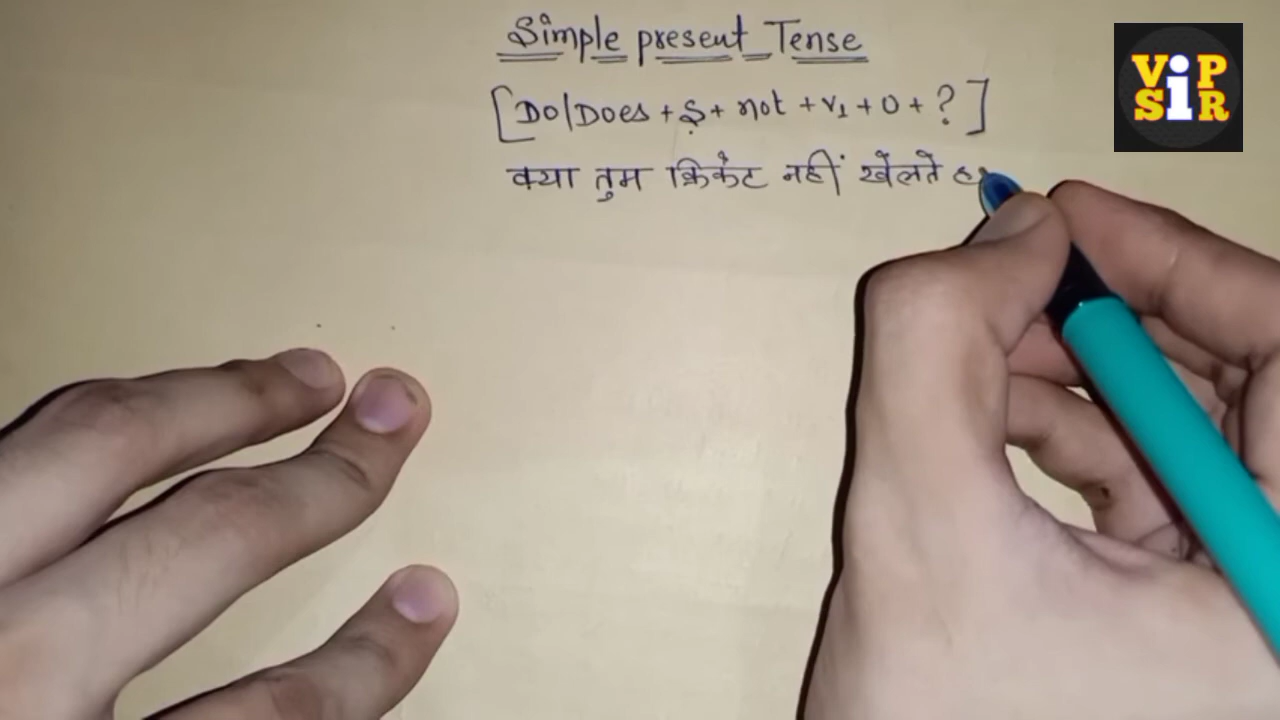 Simple present Tense
[Do/Does + S + not + V1 + O + ?]
क्या तुम क्रिकेट नहीं खेलते
ViP
SiR